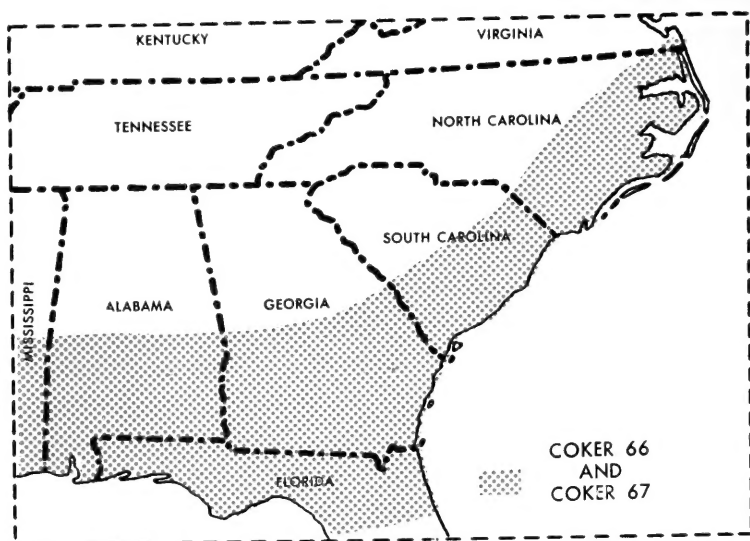 KENTUCKY
VIRGINIA
TENNESSEE
NORTH CAROLINA
SOUTH CAROLINA
MISSISSIPPI
ALABAMA
GEORGIA
FLORIDA
COKER 66
AND
COKER 67